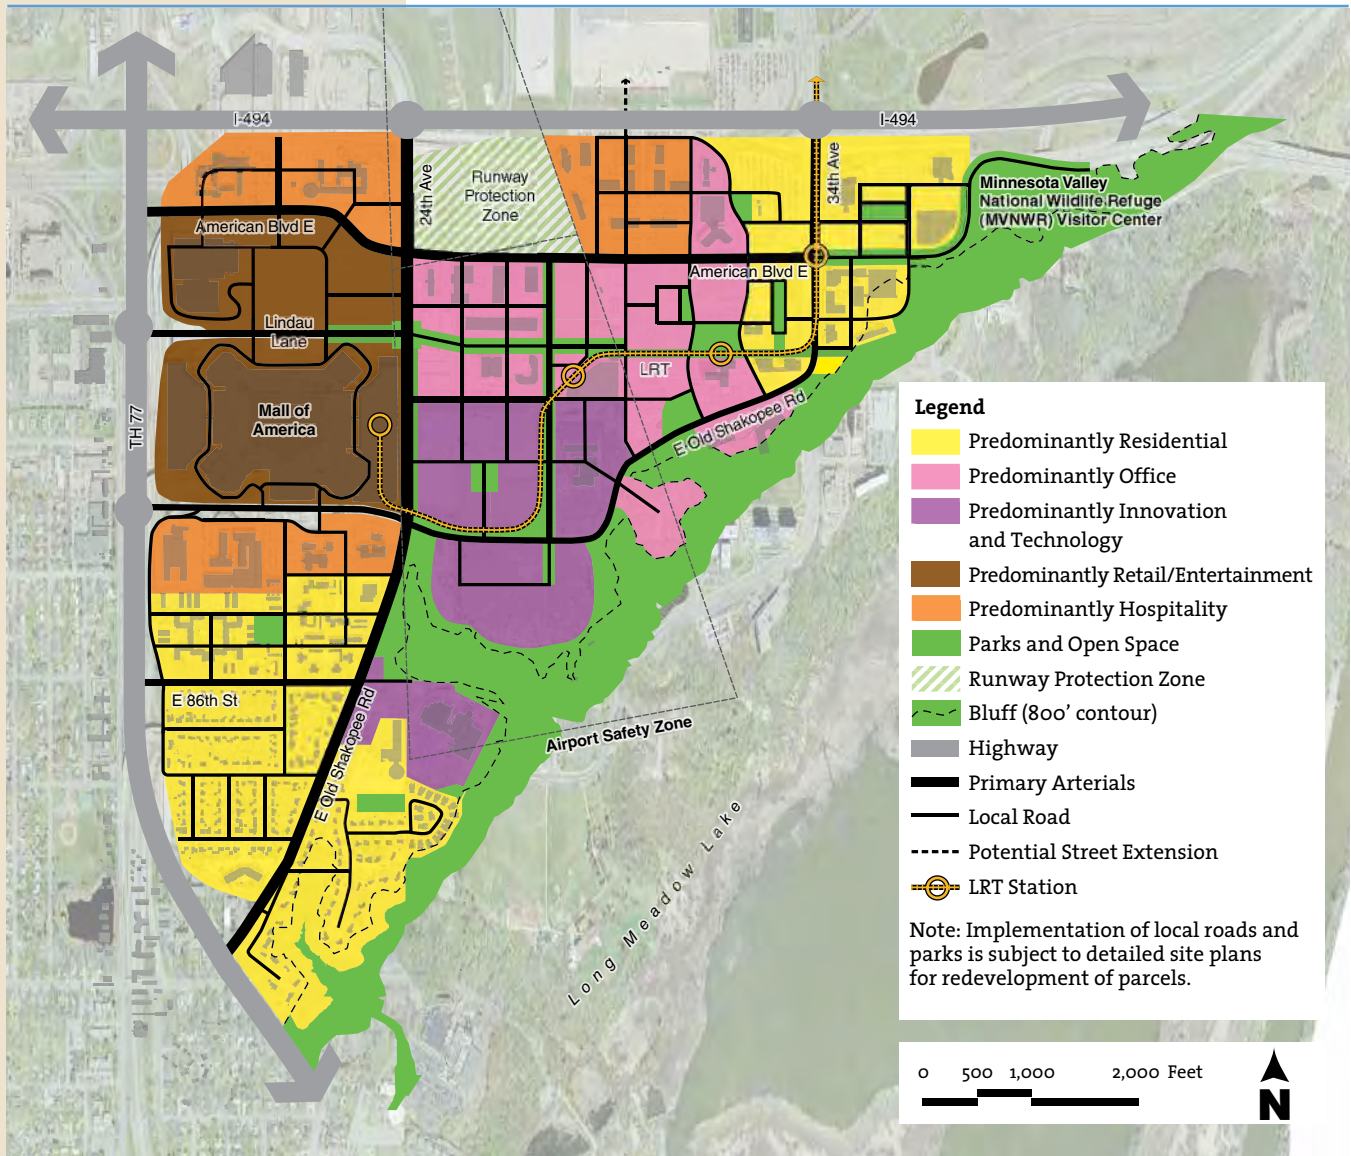 I-494
I-494
24th Ave
Runway
Protection
Zone
34th Ave
Minnesota Valley
National Wildlife Refuge
(MVNWR) Visitor Center
American Blvd E
American Blvd E
Lindau
Lane
LRT
TH 77
Mall of
America
E Old Shakopee Rd
E 86th St
E Old Shakopee Rd
Airport Safety Zone
Long Meadow Lake
Legend
Predominantly Residential
Predominantly Office
Predominantly Innovation
and Technology
Predominantly Retail/Entertainment
Predominantly Hospitality
Parks and Open Space
Runway Protection Zone
Bluff (800' contour)
Highway
Primary Arterials
Local Road
Potential Street Extension
LRT Station
Note: Implementation of local roads and
parks is subject to detailed site plans
for redevelopment of parcels.
0 500 1,000 2,000 Feet
N